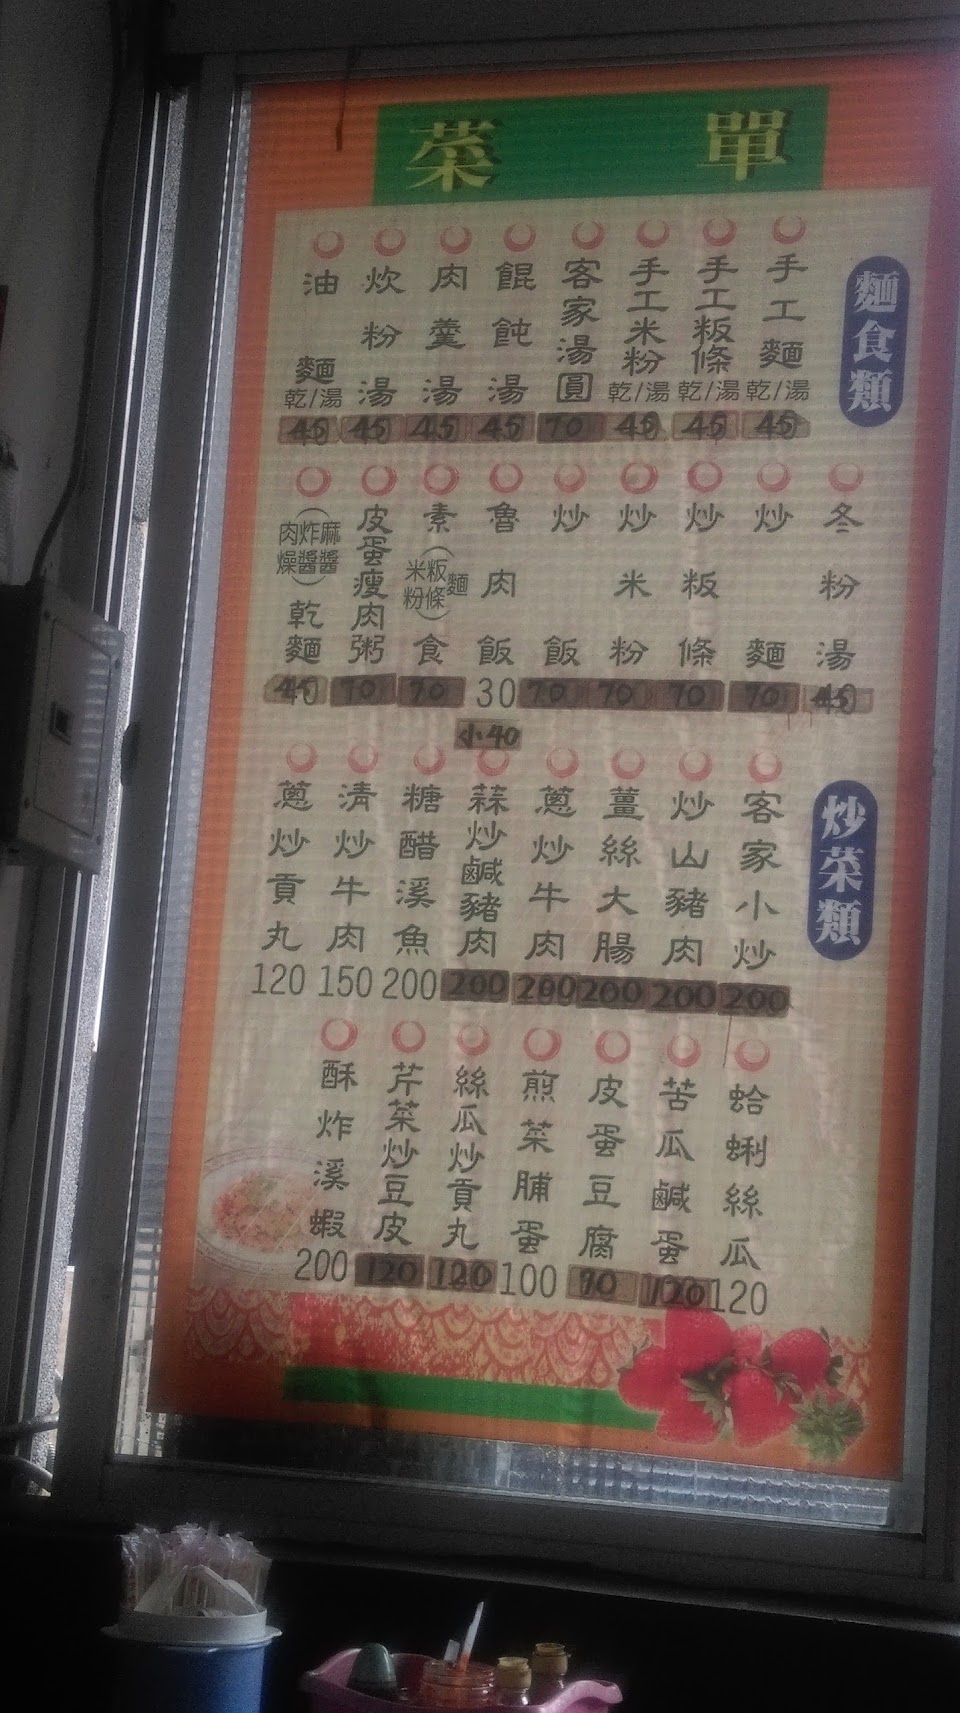 菜單
麵食類
手工麵 乾/湯 45
手工粄條 乾/湯 45
手工米粉 乾/湯 45
客家湯圓 70
餛飩湯 45
肉羹湯 45
炊粉湯 45
油麵 乾/湯 45
冬粉湯
炒麵 70
炒粄條 70
炒米粉 70
炒飯 70
魯肉飯 30
小40
素(麵 粄條 米粉)食 70
皮蛋瘦肉粥 70
(麻醬 炸醬 肉燥)乾麵
炒菜類
客家小炒 200
炒山豬肉 200
薑絲大腸 200
蔥炒牛肉 200
蒜炒鹹豬肉 200
糖醋溪魚 200
清炒牛肉 150
蔥炒貢丸 120
蛤蜊絲瓜 120
苦瓜鹹蛋 120
皮蛋豆腐 70
煎菜脯蛋 100
絲瓜炒貢丸 120
芹菜炒豆皮 120
酥炸溪蝦 200